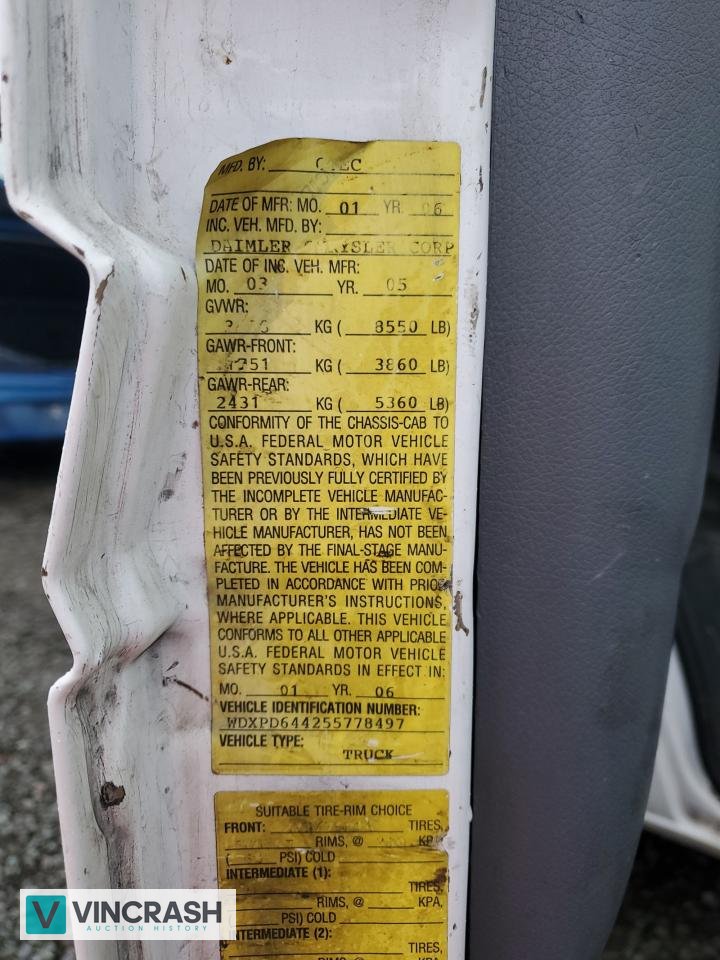 MFD. BY:
DATE OF MFR: MO. 01 YR. 06
INC. VEH. MFD. BY:
DAIMLER CHRYSLER CORP
DATE OF INC. VEH. MFR:
MO. 03 YR. 05
GVWR:
KG ( 8550 LB)
GAWR-FRONT:
1751 KG ( 3860 LB)
GAWR-REAR:
2431 KG ( 5360 LB)
CONFORMITY OF THE CHASSIS-CAB TO
U.S.A. FEDERAL MOTOR VEHICLE
SAFETY STANDARDS, WHICH HAVE
BEEN PREVIOUSLY FULLY CERTIFIED BY
THE INCOMPLETE VEHICLE MANUFAC-
TURER OR BY THE INTERMEDIATE VE-
HICLE MANUFACTURER, HAS NOT BEEN
AFFECTED BY THE FINAL-STAGE MANU-
FACTURE. THE VEHICLE HAS BEEN COM-
PLETED IN ACCORDANCE WITH PRIOR
MANUFACTURER'S INSTRUCTIONS,
WHERE APPLICABLE. THIS VEHICLE
CONFORMS TO ALL OTHER APPLICABLE
U.S.A. FEDERAL MOTOR VEHICLE
SAFETY STANDARDS IN EFFECT IN:
MO. 01 YR. 06
VEHICLE IDENTIFICATION NUMBER:
WDXPD644255778497
VEHICLE TYPE:
TRUCK
SUITABLE TIRE-RIM CHOICE
FRONT: TIRES,
RIMS, @ KPA
( PSI) COLD
INTERMEDIATE (1):
TIRES,
RIMS, @ KPA,
PSI) COLD
INTERMEDIATE (2):
TIRES,
RIMS, @ KPA
V VINCRASH
AUCTION HISTORY